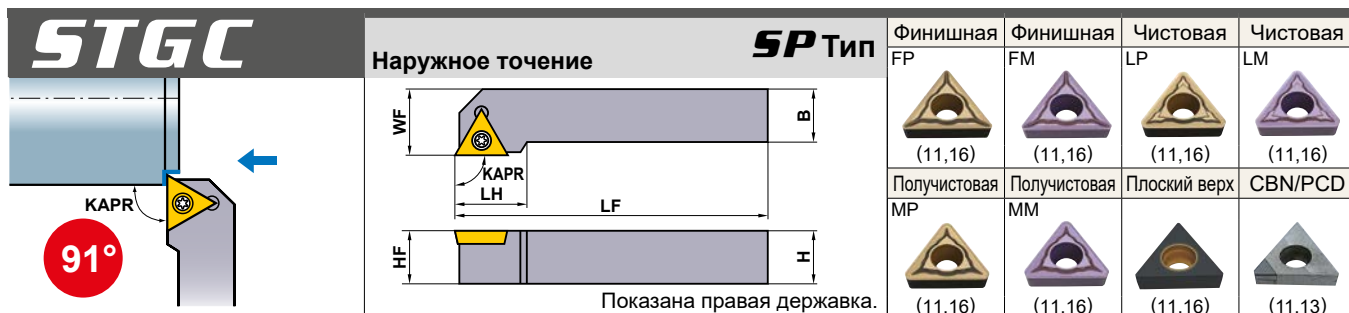 STGC
Наружное точение
SP Тип
KAPR
91°
WF
B
KAPR
LH
LF
HF
H
Показана правая державка.
Финишная Финишная Чистовая Чистовая
FP FM LP LM
(11,16) (11,16) (11,16) (11,16)
Получистовая Получистовая Плоский верх CBN/PCD
MP MM
(11,16) (11,16) (11,16) (11,13)